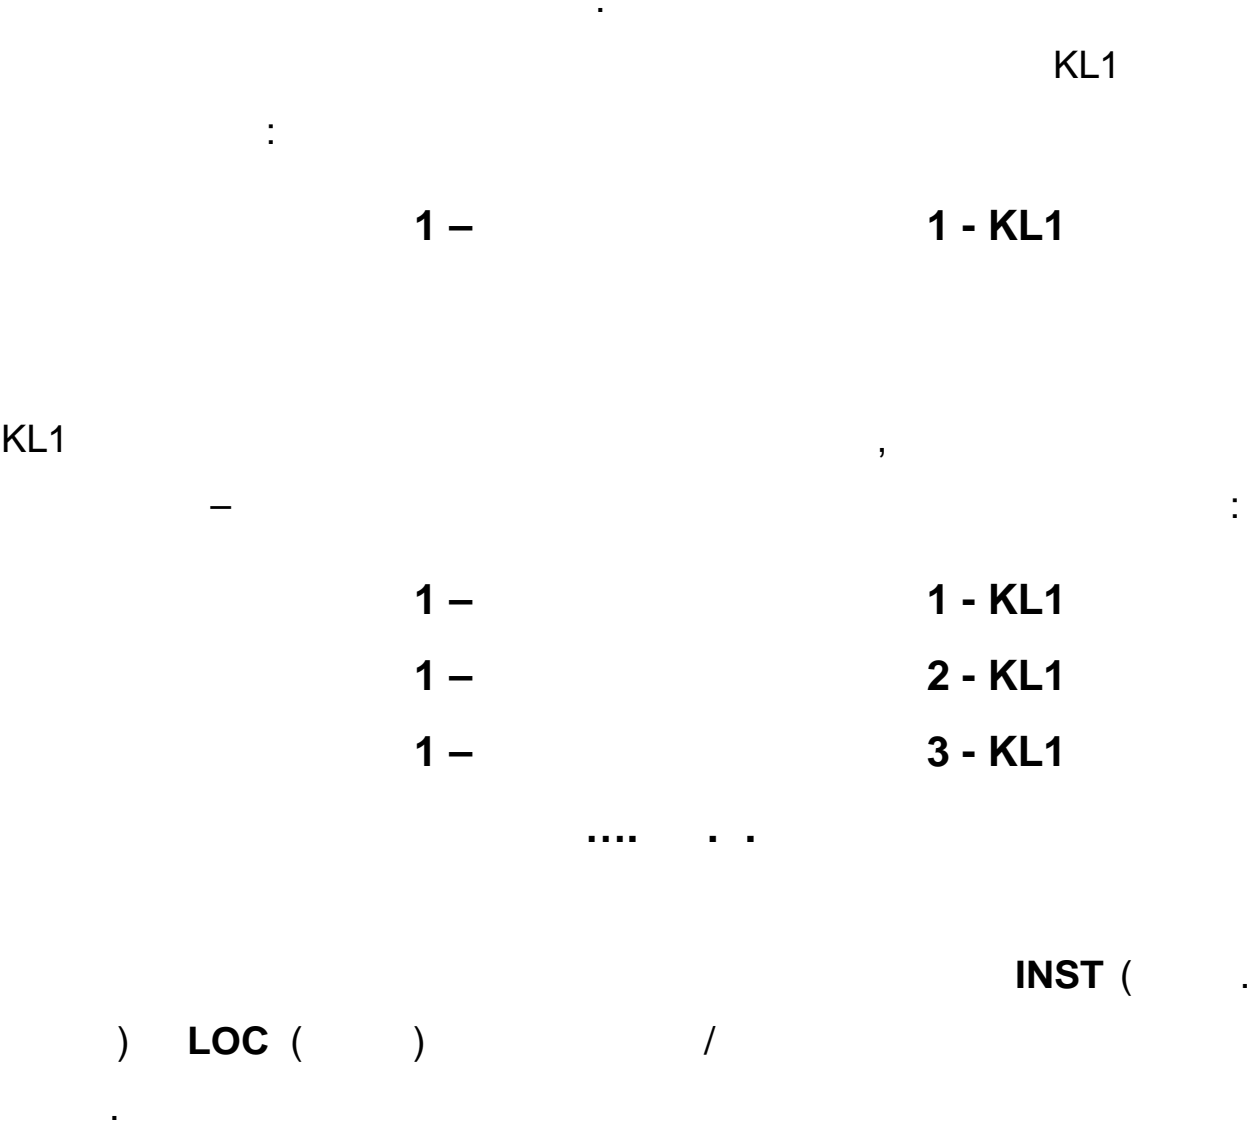 .
KL1
:
1 – 1 - KL1
KL1 ,
– :
1 – 1 - KL1
1 – 2 - KL1
1 – 3 - KL1
…. . .
INST ( .
) LOC ( ) /
.